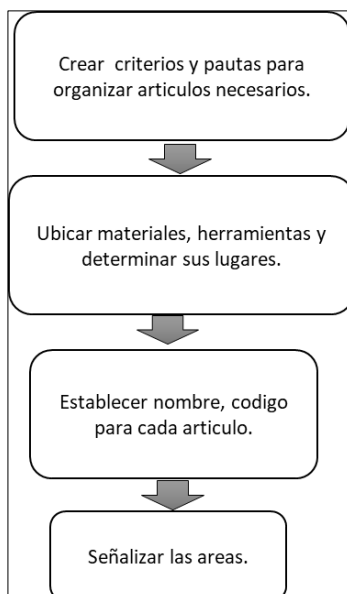 Crear criterios y pautas para
organizar articulos necesarios.
Ubicar materiales, herramientas y
determinar sus lugares.
Establecer nombre, codigo
para cada articulo.
Señalizar las areas.